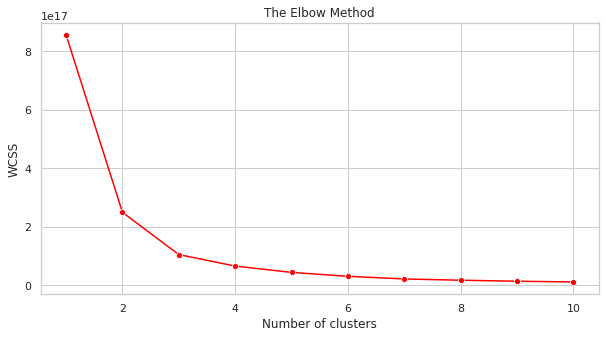 The Elbow Method
1e17
8
6
4
2
0
WCSS
2 4 6 8 10
Number of clusters